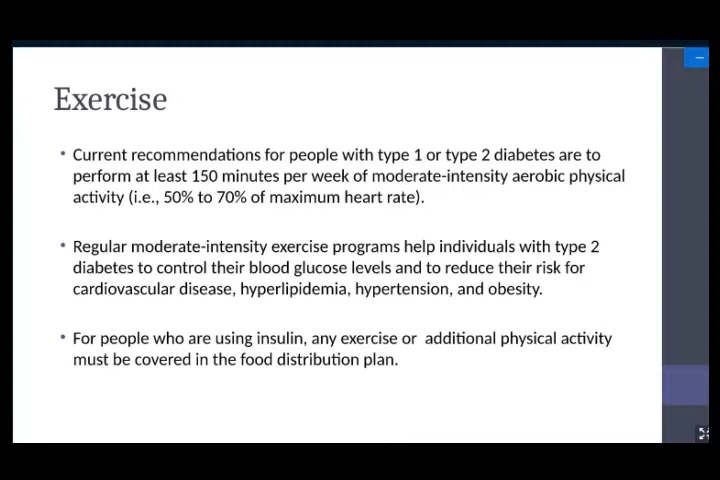 Exercise
• Current recommendations for people with type 1 or type 2 diabetes are to
perform at least 150 minutes per week of moderate-intensity aerobic physical
activity (i.e., 50% to 70% of maximum heart rate).
• Regular moderate-intensity exercise programs help individuals with type 2
diabetes to control their blood glucose levels and to reduce their risk for
cardiovascular disease, hyperlipidemia, hypertension, and obesity.
• For people who are using insulin, any exercise or  additional physical activity
must be covered in the food distribution plan.